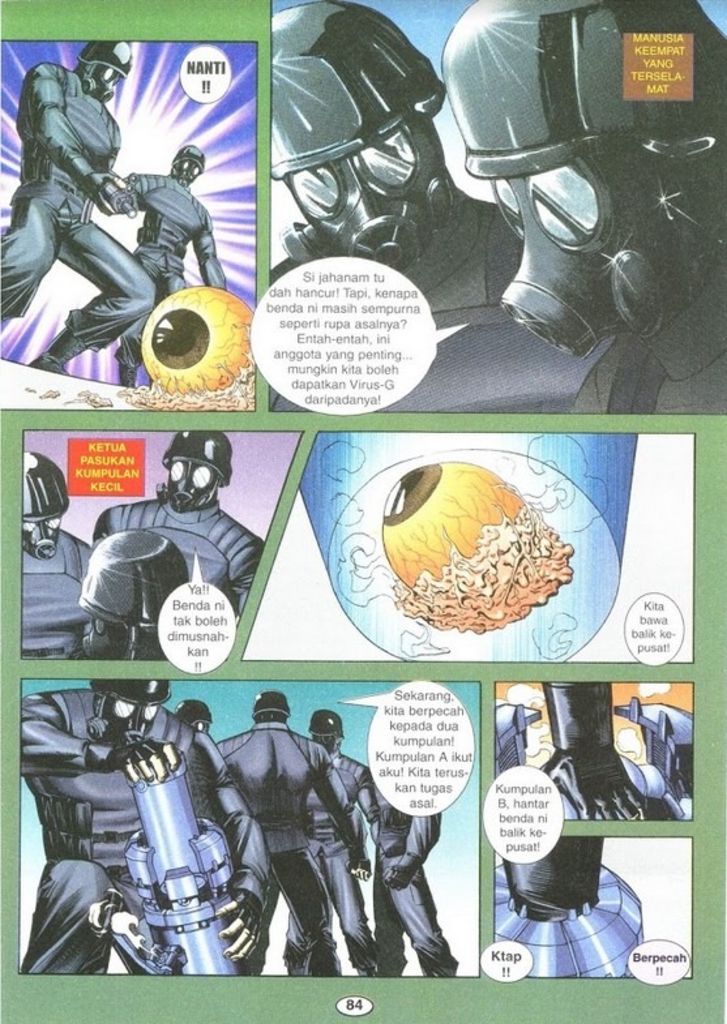 NANTI
!!
MANUSIA
KEEMPAT
YANG
TERSELA-
MAT
Si jahanam tu
dah hancur! Tapi, kenapa
benda ni masih sempurna
seperti rupa asalnya?
Entah-entah, ini
anggota yang penting...
mungkin kita boleh
dapatkan Virus-G
daripadanya!
KETUA
PASUKAN
KUMPULAN
KECIL
Ya!!
Benda ni
tak boleh
dimusnah-
kan
!!
Kita
bawa
balik ke-
pusat!
Sekarang,
kita berpecah
kepada dua
kumpulan!
Kumpulan A ikut
aku! Kita terus-
kan tugas
asal.
Kumpulan
B, hantar
benda ni
balik ke-
pusat!
Ktap
!!
Berpecah
!!
84